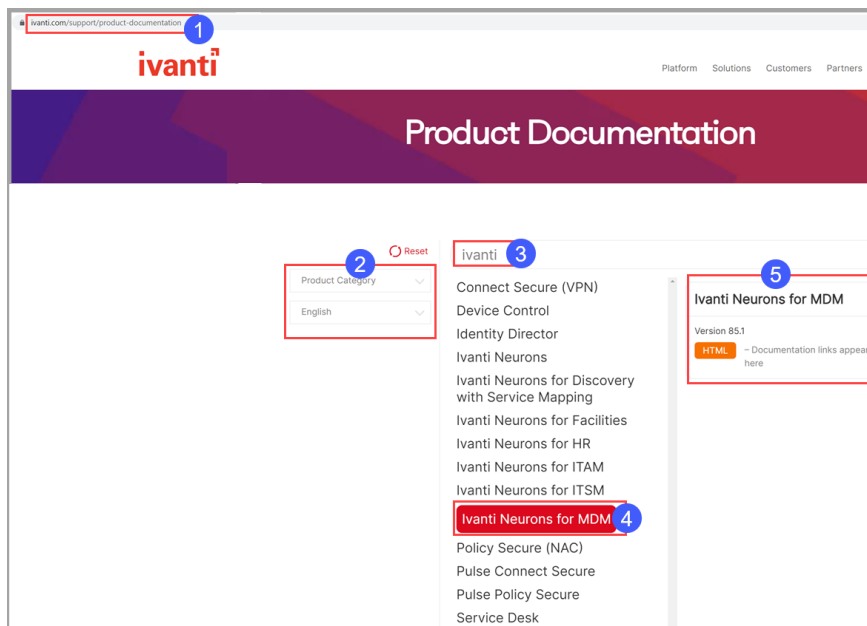 ivanti.com/support/product-documentation
1
ivanti
Platform Solutions Customers Partners
Product Documentation
Reset
2
Product Category
English
ivanti
3
Connect Secure (VPN)
Device Control
Identity Director
Ivanti Neurons
Ivanti Neurons for Discovery
with Service Mapping
Ivanti Neurons for Facilities
Ivanti Neurons for HR
Ivanti Neurons for ITAM
Ivanti Neurons for ITSM
Ivanti Neurons for MDM
4
Policy Secure (NAC)
Pulse Connect Secure
Pulse Policy Secure
Service Desk
5
Ivanti Neurons for MDM
Version 85.1
HTML – Documentation links appear
here